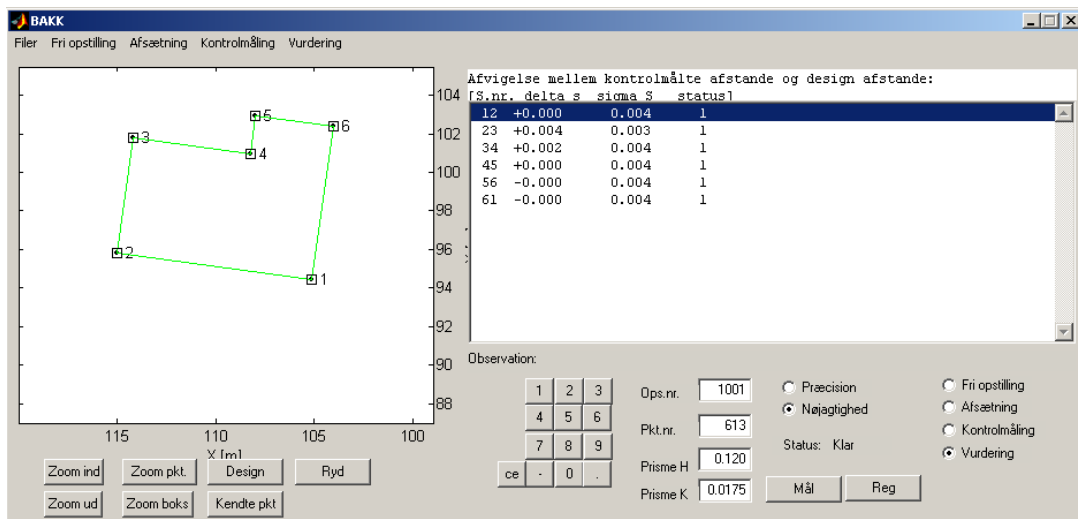 BAKK
Filer Fri opstilling Afsætning Kontrolmåling Vurdering
Afvigelse mellem kontrolmålte afstande og design afstande:
[S.nr. delta s sigma S status]
12 +0.000 0.004 1
23 +0.004 0.003 1
34 +0.002 0.004 1
45 +0.000 0.004 1
56 -0.000 0.004 1
61 -0.000 0.004 1
104
102
100
98
96
94
92
90
88
5
6
3
4
2
1
115 110 105 100
X [m]
Zoom ind Zoom pkt. Design Ryd
Zoom ud Zoom boks Kendte pkt
Observation:
1 2 3
4 5 6
7 8 9
ce - 0 .
Ops.nr. 1001
Pkt.nr. 613
Prisme H 0.120
Prisme K 0.0175
Præcision
Nøjagtighed
Status: Klar
Mål Reg
Fri opstilling
Afsætning
Kontrolmåling
Vurdering